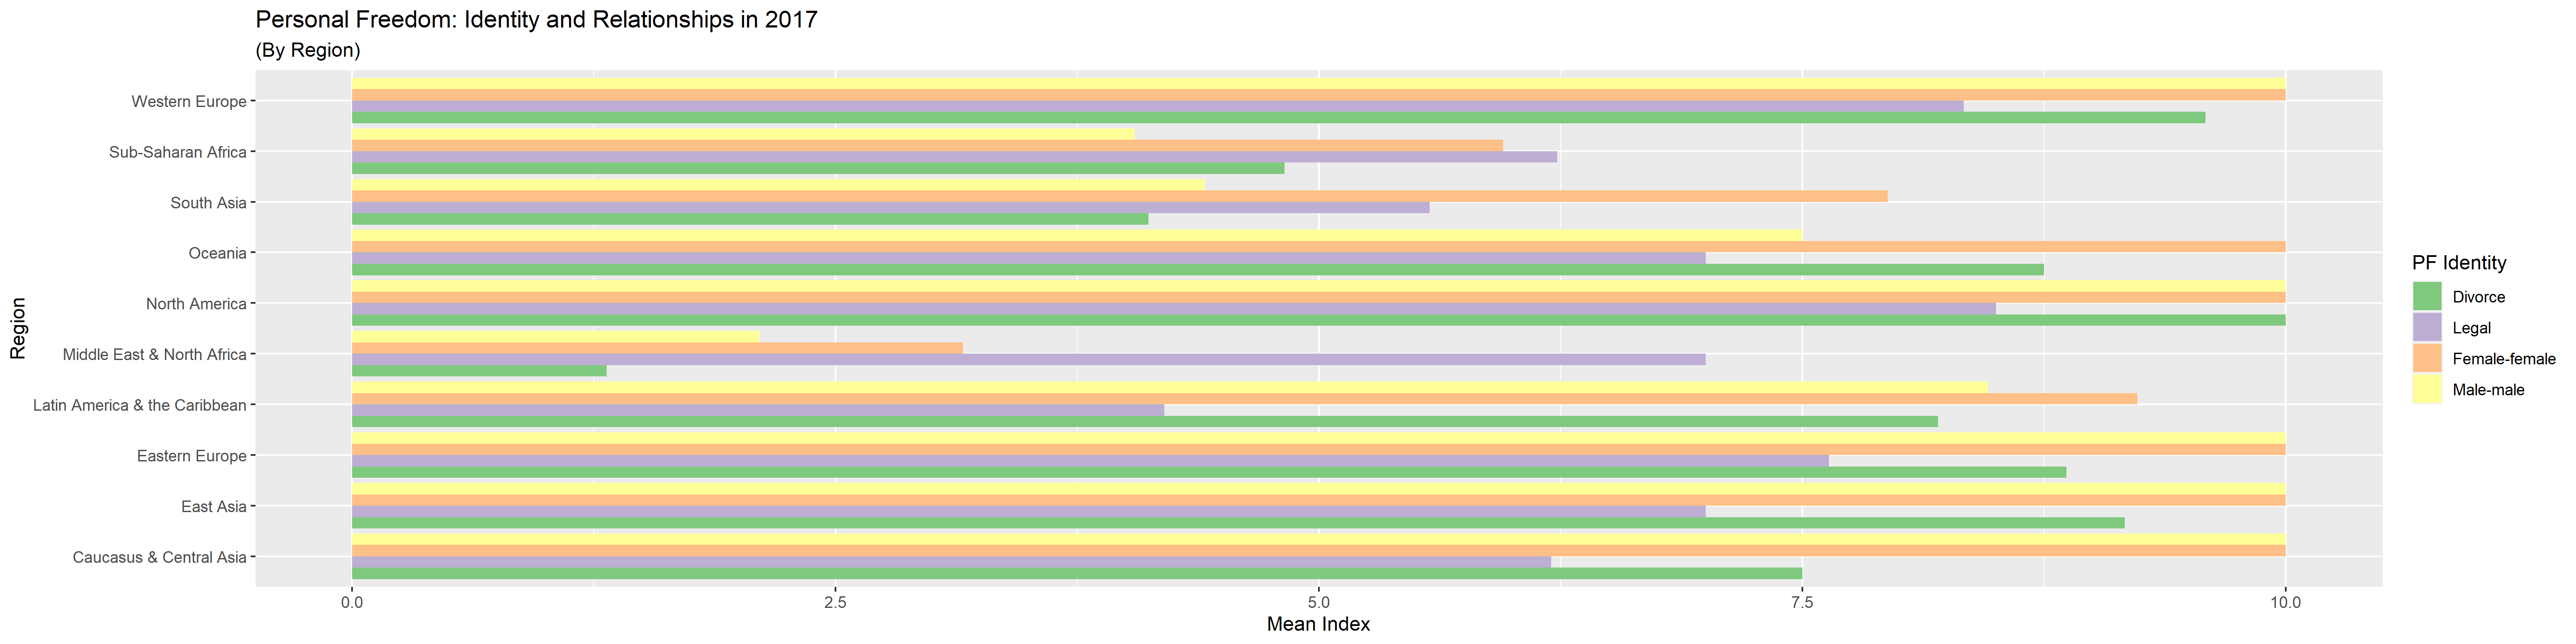 Personal Freedom: Identity and Relationships in 2017
(By Region)
Region
Western Europe
Sub-Saharan Africa
South Asia
Oceania
North America
Middle East & North Africa
Latin America & the Caribbean
Eastern Europe
East Asia
Caucasus & Central Asia
0.0 2.5 5.0 7.5 10.0
Mean Index
PF Identity
Divorce
Legal
Female-female
Male-male